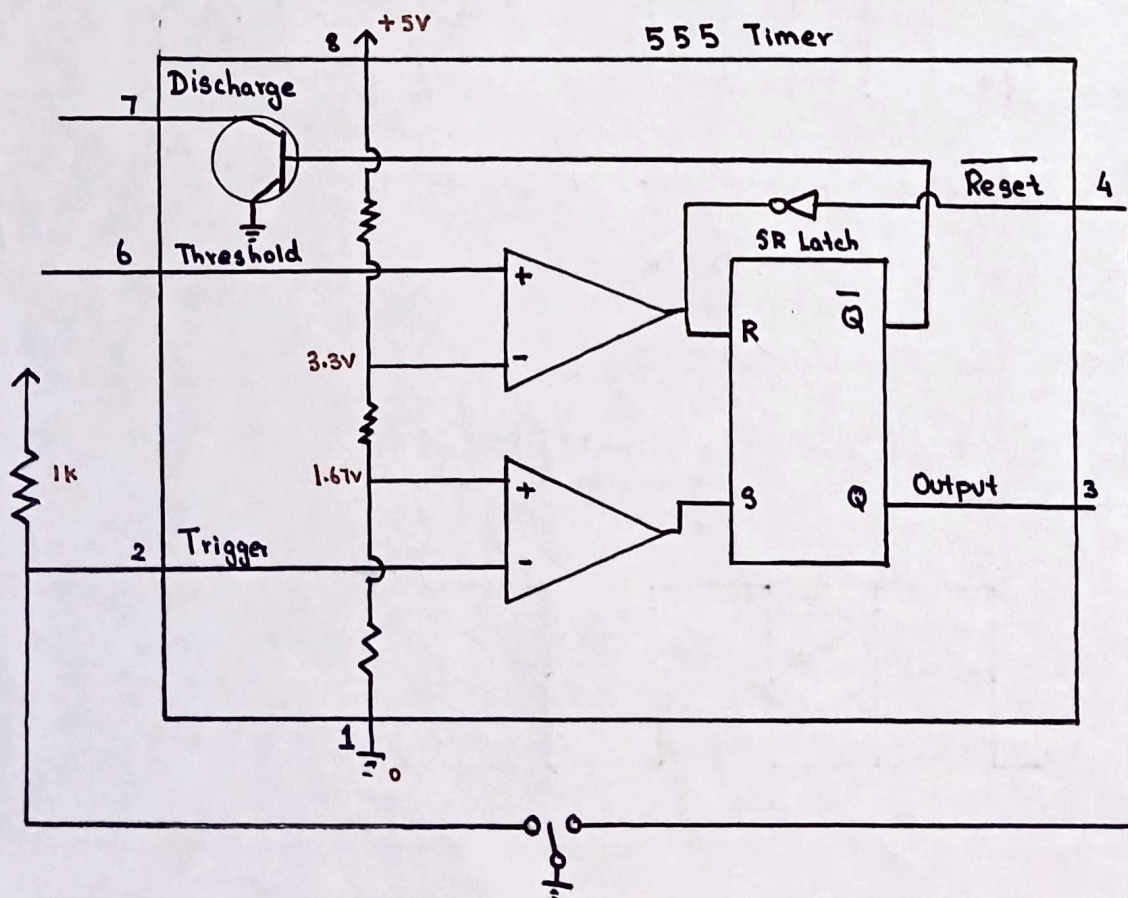 +5V
8
555 Timer
Discharge
7
Reset
4
SR Latch
6
Threshold
+
Q
R
3.3V
-
1K
1.67V
+
S
Q
Output
3
2
Trigger
-
1
0